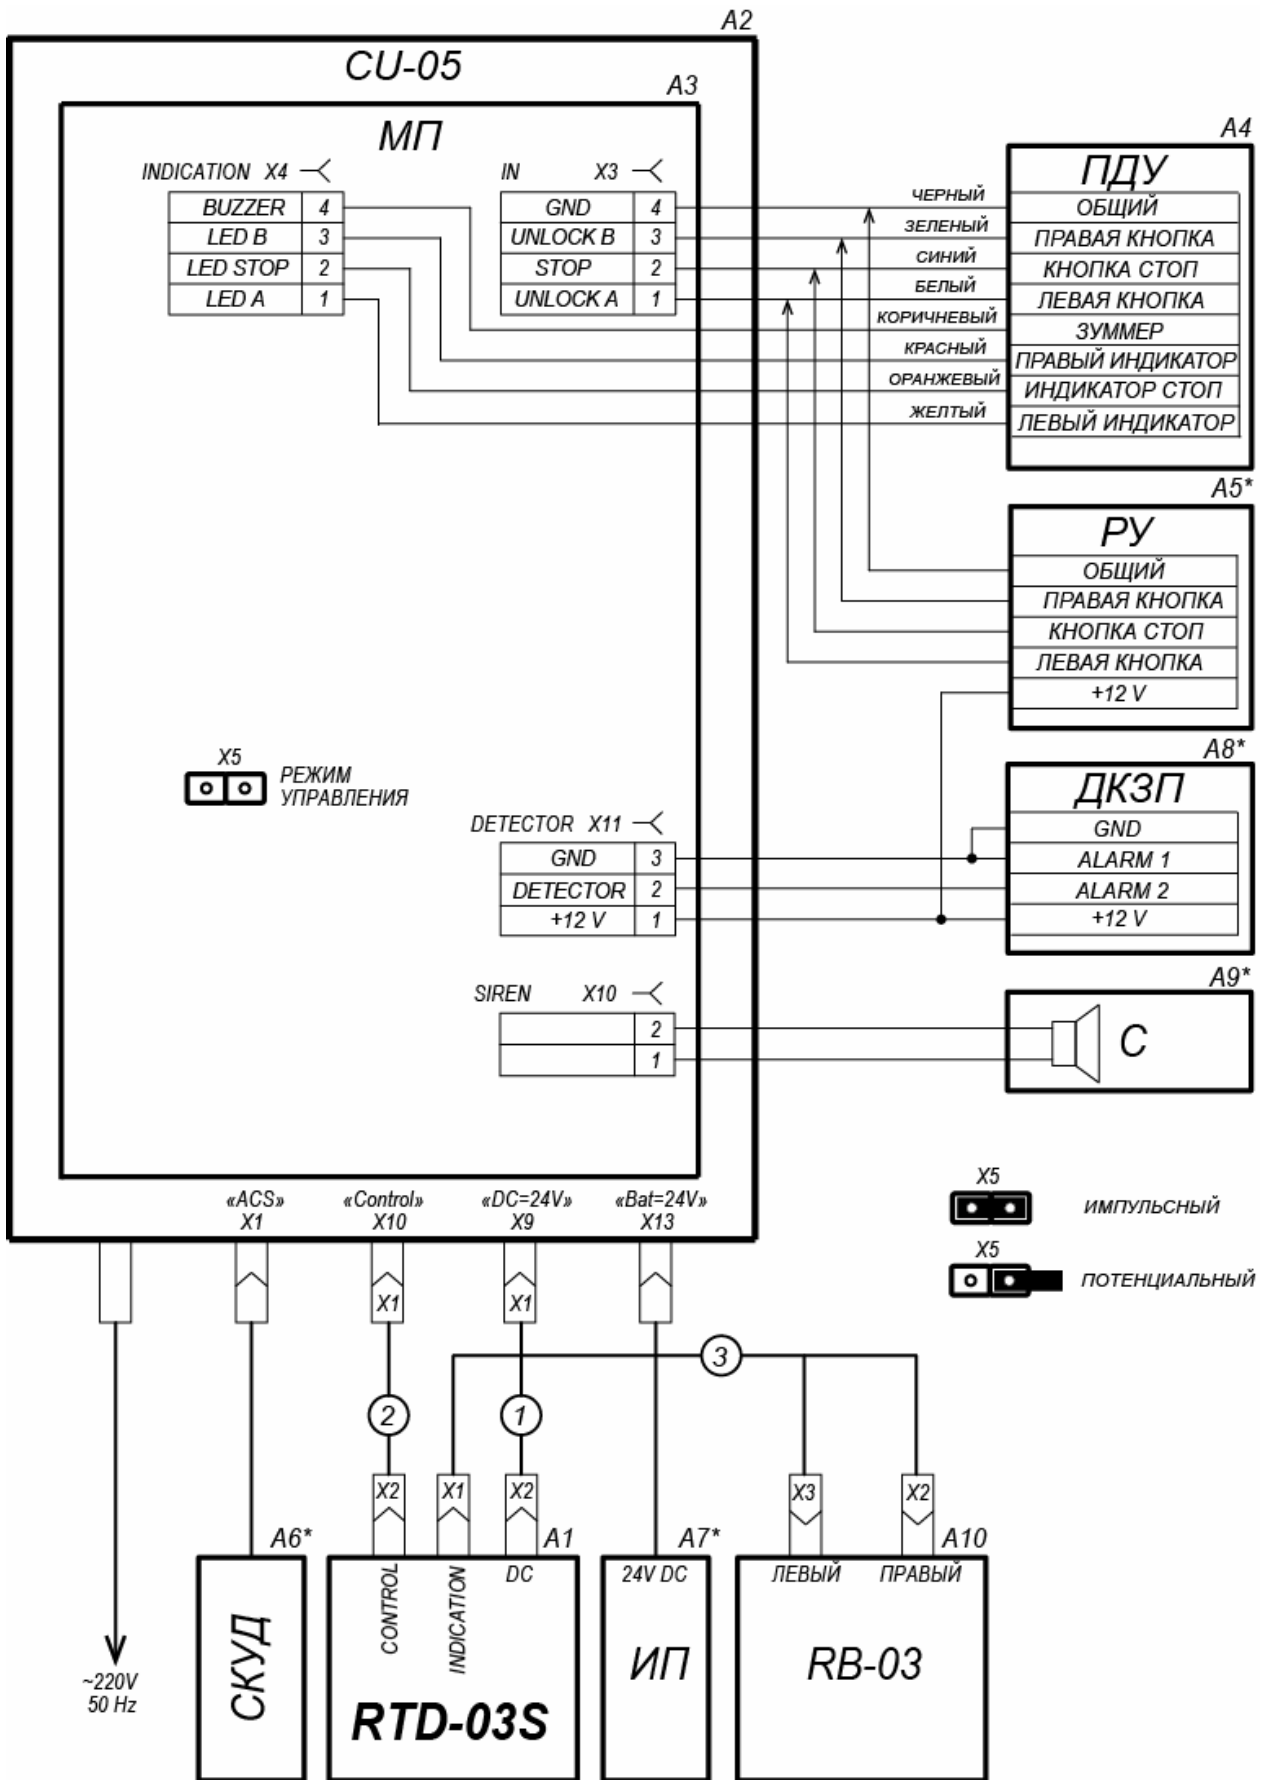 A2
CU-05
A3
МП
INDICATION X4
BUZZER 4
LED B 3
LED STOP 2
LED A 1
IN X3
GND 4
UNLOCK B 3
STOP 2
UNLOCK A 1
ЧЕРНЫЙ
ЗЕЛЕНЫЙ
СИНИЙ
БЕЛЫЙ
КОРИЧНЕВЫЙ
КРАСНЫЙ
ОРАНЖЕВЫЙ
ЖЕЛТЫЙ
A4
ПДУ
ОБЩИЙ
ПРАВАЯ КНОПКА
КНОПКА СТОП
ЛЕВАЯ КНОПКА
ЗУММЕР
ПРАВЫЙ ИНДИКАТОР
ИНДИКАТОР СТОП
ЛЕВЫЙ ИНДИКАТОР
A5*
РУ
ОБЩИЙ
ПРАВАЯ КНОПКА
КНОПКА СТОП
ЛЕВАЯ КНОПКА
+12 V
X5
РЕЖИМ
УПРАВЛЕНИЯ
A8*
ДКЗП
GND
ALARM 1
ALARM 2
+12 V
DETECTOR X11
GND 3
DETECTOR 2
+12 V 1
A9*
С
SIREN X10
2
1
X5
ИМПУЛЬСНЫЙ
X5
ПОТЕНЦИАЛЬНЫЙ
«ACS» «Control» «DC=24V» «Bat=24V»
X1 X10 X9 X13
X1 X1
3
2 1
X2 X1 X2 X3 X2
A6* A1 A7* A10
CONTROL
INDICATION
DC
24V DC
ЛЕВЫЙ ПРАВЫЙ
~220V
50 Hz
СКУД
RTD-03S
ИП
RB-03